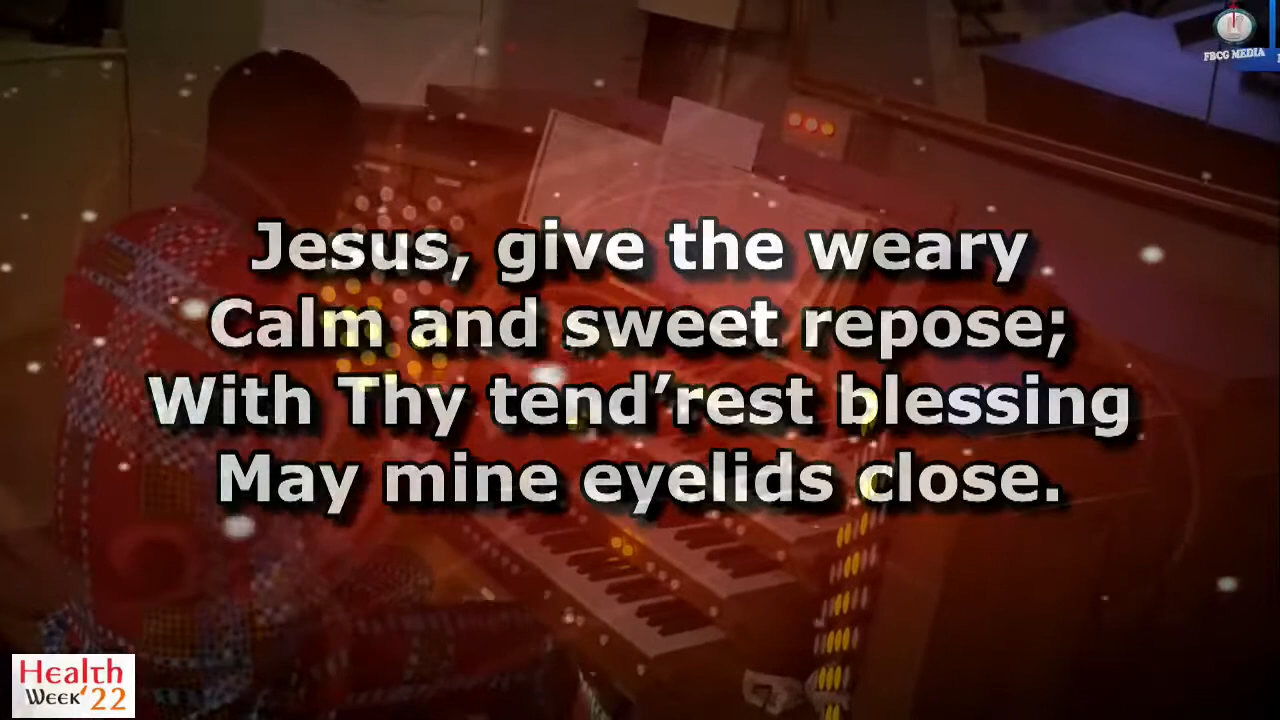 FBCG MEDIA
Jesus, give the weary
Calm and sweet repose;
With Thy tend’rest blessing
May mine eyelids close.
Health
Week'22